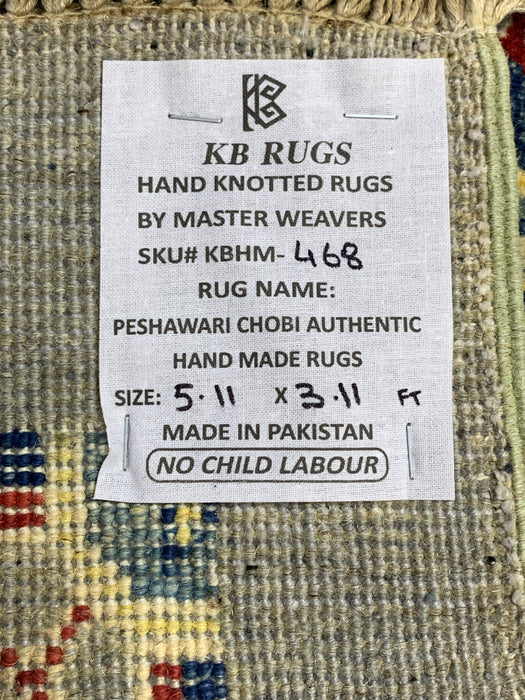 KB RUGS
HAND KNOTTED RUGS
BY MASTER WEAVERS
SKU# KBHM-468
RUG NAME:
PESHAWARI CHOBI AUTHENTIC
HAND MADE RUGS
SIZE: 5.11 X 3.11 FT
MADE IN PAKISTAN
NO CHILD LABOUR